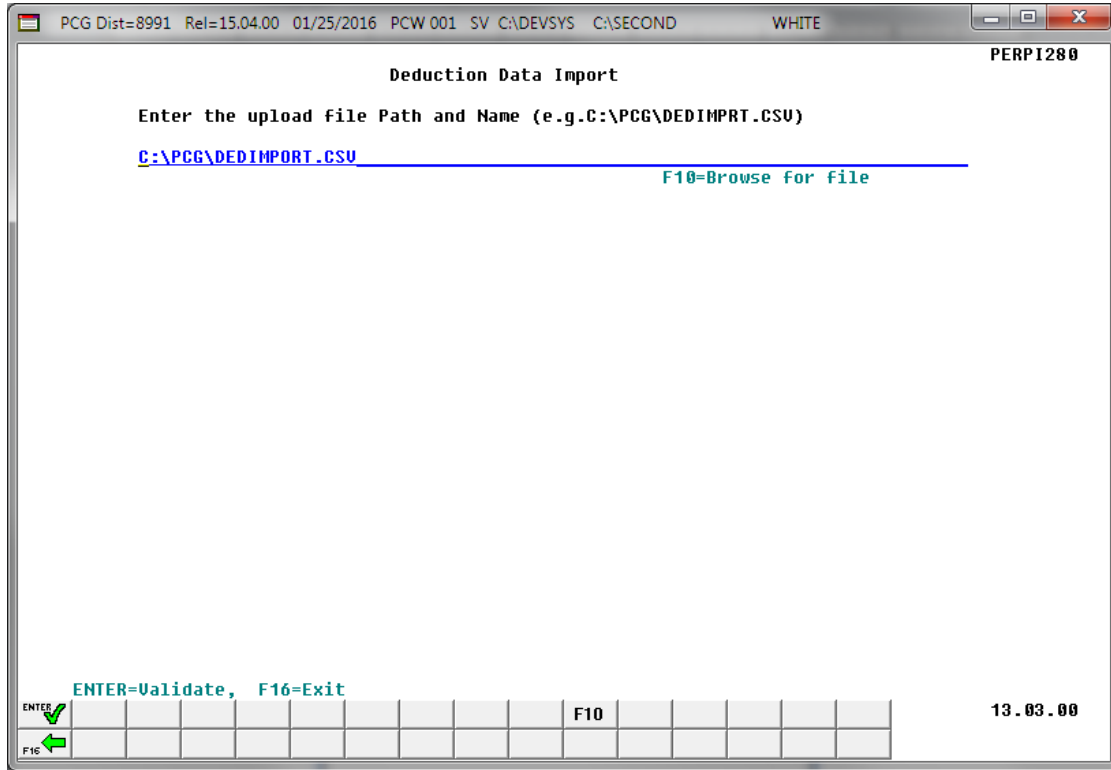 PCG Dist=8991 Rel=15.04.00 01/25/2016 PCW 001 SV C:\DEVSYS C:\SECOND WHITE
PERPI280
Deduction Data Import
Enter the upload file Path and Name (e.g.C:\PCG\DEDIMPRT.CSV)
C:\PCG\DEDIMPORT.CSV
F10=Browse for file
ENTER=Validate, F16=Exit
ENTER F10 13.03.00
F16